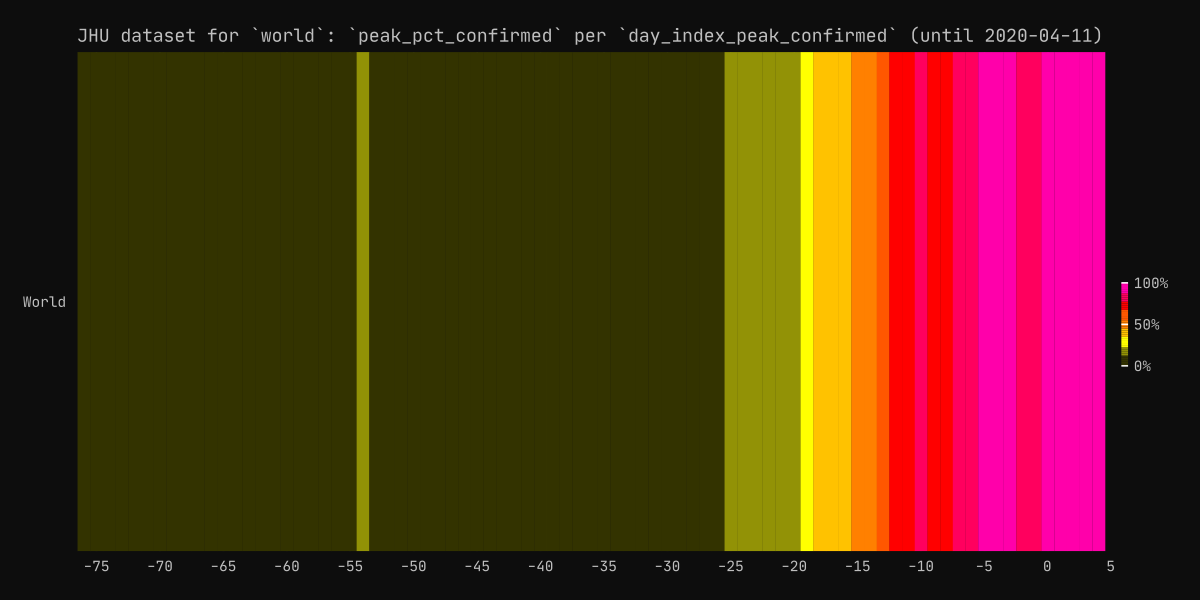 JHU dataset for `world`: `peak_pct_confirmed` per `day_index_peak_confirmed` (until 2020-04-11)
100%
World
50%
0%
-75 -70 -65 -60 -55 -50 -45 -40 -35 -30 -25 -20 -15 -10 -5 0 5